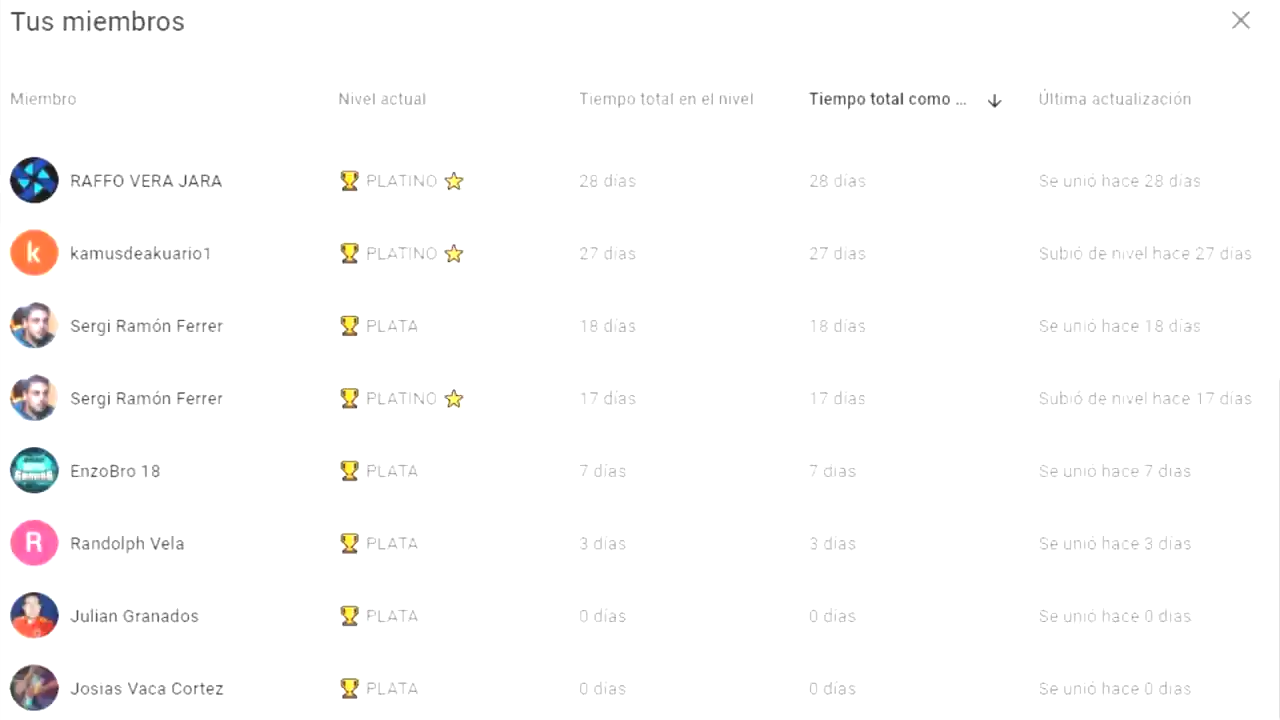 Tus miembros
Miembro Nivel actual Tiempo total en el nivel Tiempo total como ... Última actualización
RAFFO VERA JARA PLATINO 28 días 28 días Se unió hace 28 días
k kamusdeakuario1 PLATINO 27 días 27 días Subió de nivel hace 27 días
Sergi Ramón Ferrer PLATA 18 días 18 días Se unió hace 18 días
Sergi Ramón Ferrer PLATINO 17 días 17 días Subió de nivel hace 17 días
EnzoBro 18 PLATA 7 días 7 días Se unió hace 7 días
R Randolph Vela PLATA 3 días 3 días Se unió hace 3 días
Julian Granados PLATA 0 días 0 días Se unió hace 0 días
Josias Vaca Cortez PLATA 0 días 0 días Se unió hace 0 días